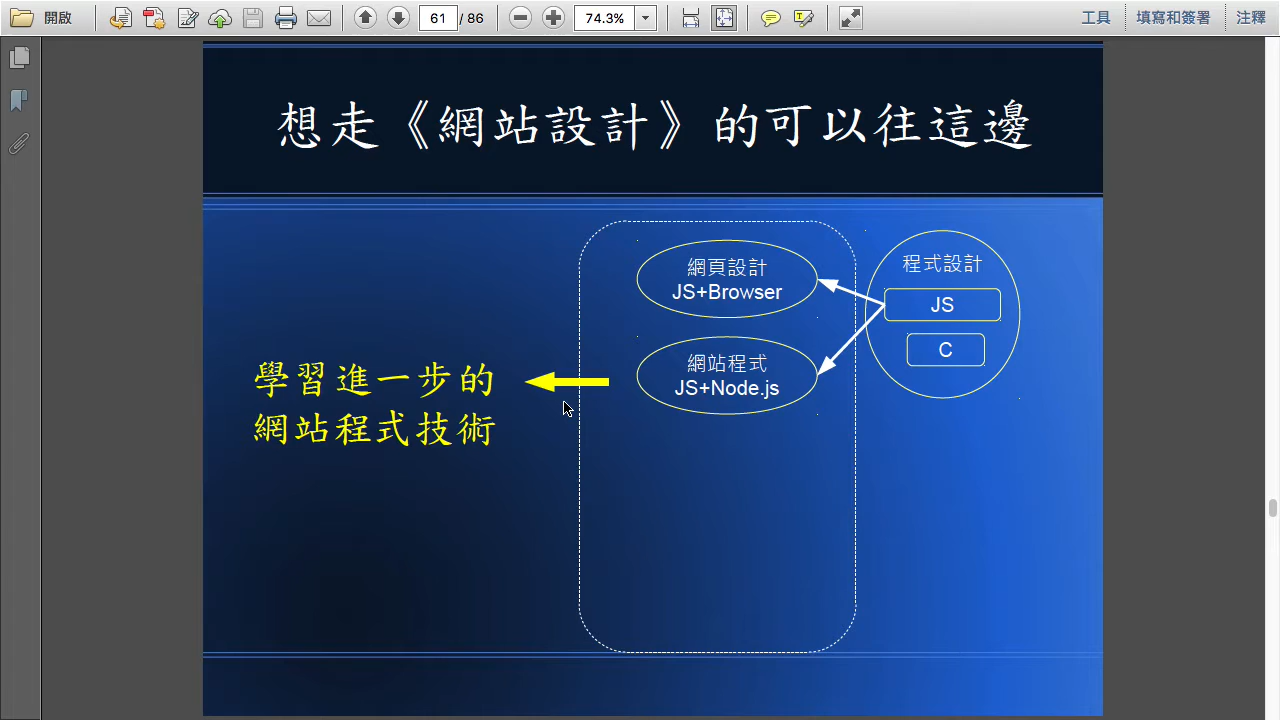 開啟
61 / 86
74.3%
工具
填寫和簽署
注釋
想走《網站設計》的可以往這邊
網頁設計
JS+Browser
程式設計
JS
C
網站程式
JS+Node.js
學習進一步的
網站程式技術